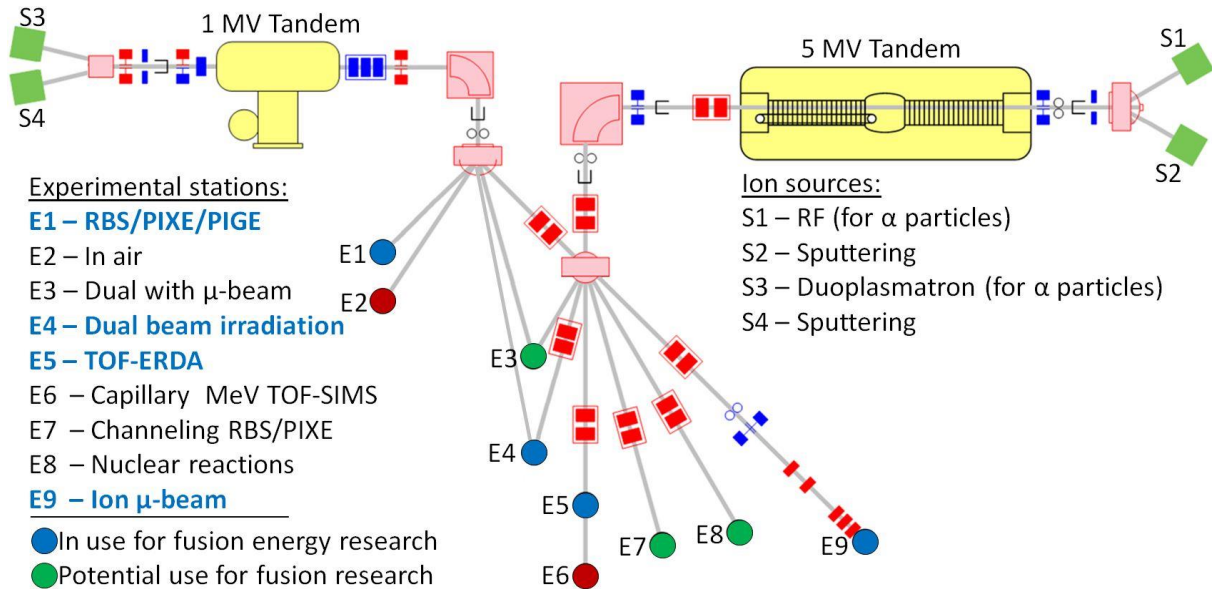 S3
1 MV Tandem
5 MV Tandem
S1
S4
S2
Experimental stations:
E1 – RBS/PIXE/PIGE
E2 – In air
E3 – Dual with μ-beam
E4 – Dual beam irradiation
E5 – TOF-ERDA
E6 – Capillary MeV TOF-SIMS
E7 – Channeling RBS/PIXE
E8 – Nuclear reactions
E9 – Ion μ-beam
In use for fusion energy research
Potential use for fusion research
Ion sources:
S1 – RF (for α particles)
S2 – Sputtering
S3 – Duoplasmatron (for α particles)
S4 – Sputtering
E1
E2
E3
E4
E5
E6
E7
E8
E9